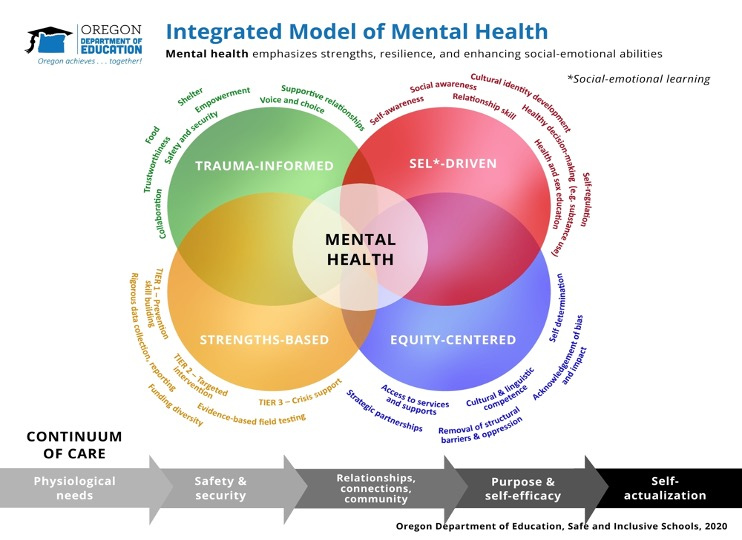 OREGON
DEPARTMENT OF
EDUCATION
Oregon achieves . . . together!
Integrated Model of Mental Health
Mental health emphasizes strengths, resilience, and enhancing social-emotional abilities
*Social-emotional learning
Food
Shelter
Empowerment
Supportive relationships
Trustworthiness
Safety and security
Voice and choice
Collaboration
TRAUMA-INFORMED
Self-awareness
Social awareness
Cultural identity development
Relationship skill
Healthy decision-making (e.g. substance use)
Health and sex education
Self-regulation
SEL*-DRIVEN
MENTAL
HEALTH
STRENGTHS-BASED
TIER 1 – Prevention
skill building
Rigorous data collection, reporting
TIER 2 – Targeted
intervention
Funding diversity
TIER 3 – Crisis support
Evidence-based field testing
EQUITY-CENTERED
Self determination
Acknowledgement of bias
and impact
Access to services
and supports
Cultural & linguistic
competence
Strategic partnerships
Removal of structural
barriers & oppression
CONTINUUM
OF CARE
Physiological
needs
Safety &
security
Relationships,
connections,
community
Purpose &
self-efficacy
Self-
actualization
Oregon Department of Education, Safe and Inclusive Schools, 2020